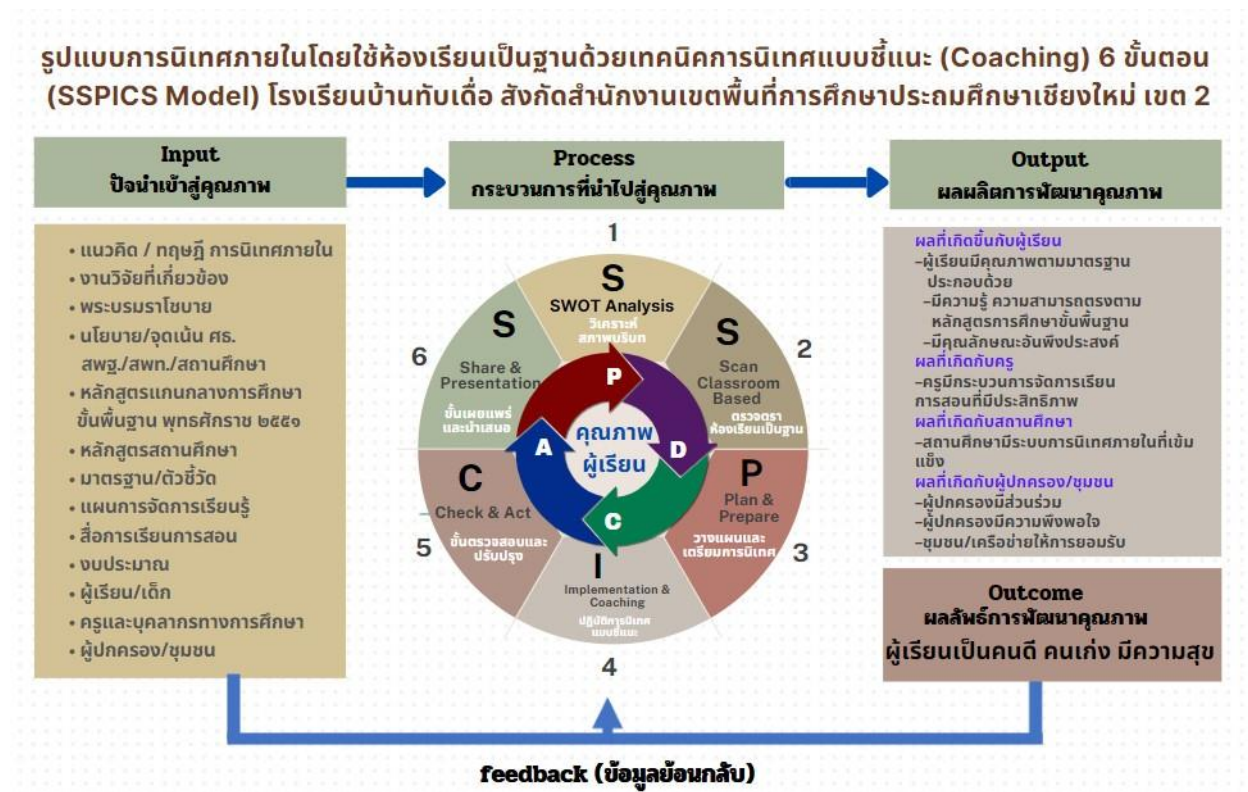 รูปแบบการนิเทศภายในโดยใช้ห้องเรียนเป็นฐานด้วยเทคนิคการนิเทศแบบชี้แนะ (Coaching) 6 ขั้นตอน
(SSPICS Model) โรงเรียนบ้านทับเดื่อ สังกัดสำนักงานเขตพื้นที่การศึกษาประถมศึกษาเชียงใหม่ เขต 2
Input
ปัจนำเข้าสู่คุณภาพ
• แนวคิด / ทฤษฎี การนิเทศภายใน
• งานวิจัยที่เกี่ยวข้อง
• พระบรมราโชบาย
• นโยบาย/จุดเน้น ศธ.
สพฐ./สพท./สถานศึกษา
• หลักสูตรแกนกลางการศึกษา
ขั้นพื้นฐาน พุทธศักราช ๒๕๕๑
• หลักสูตรสถานศึกษา
• มาตรฐาน/ตัวชี้วัด
• แผนการจัดการเรียนรู้
• สื่อการเรียนการสอน
• งบประมาณ
• ผู้เรียน/เด็ก
• ครูและบุคลากรทางการศึกษา
• ผู้ปกครอง/ชุมชน
Process
กระบวนการที่นำไปสู่คุณภาพ
1
S
SWOT Analysis
วิเคราะห์
สภาพบริบท
2
S
Scan
Classroom
Based
ตรวจตรา
ห้องเรียนเป็นฐาน
3
P
Plan &
Prepare
วางแผนและ
เตรียมการนิเทศ
4
I
Implementation &
Coaching
ปฏิบัติการนิเทศ
แบบชี้แนะ
5
C
Check & Act
ขั้นตรวจสอบและ
ปรับปรุง
6
S
Share &
Presentation
ขั้นเผยแพร่
และนำเสนอ
P
D
C
A
คุณภาพ
ผู้เรียน
Output
ผลผลิตการพัฒนาคุณภาพ
ผลที่เกิดขึ้นกับผู้เรียน
–ผู้เรียนมีคุณภาพตามมาตรฐาน
ประกอบด้วย
–มีความรู้ ความสามารถตรงตาม
หลักสูตรการศึกษาขั้นพื้นฐาน
–มีคุณลักษณะอันพึงประสงค์
ผลที่เกิดกับครู
–ครูมีกระบวนการจัดการเรียน
การสอนที่มีประสิทธิภาพ
ผลที่เกิดกับสถานศึกษา
–สถานศึกษามีระบบการนิเทศภายในที่เข้ม
แข็ง
ผลที่เกิดกับผู้ปกครอง/ชุมชน
–ผู้ปกครองมีส่วนร่วม
–ผู้ปกครองมีความพึงพอใจ
–ชุมชน/เครือข่ายให้การยอมรับ
Outcome
ผลลัพธ์การพัฒนาคุณภาพ
ผู้เรียนเป็นคนดี คนเก่ง มีความสุข
feedback (ข้อมูลย้อนกลับ)